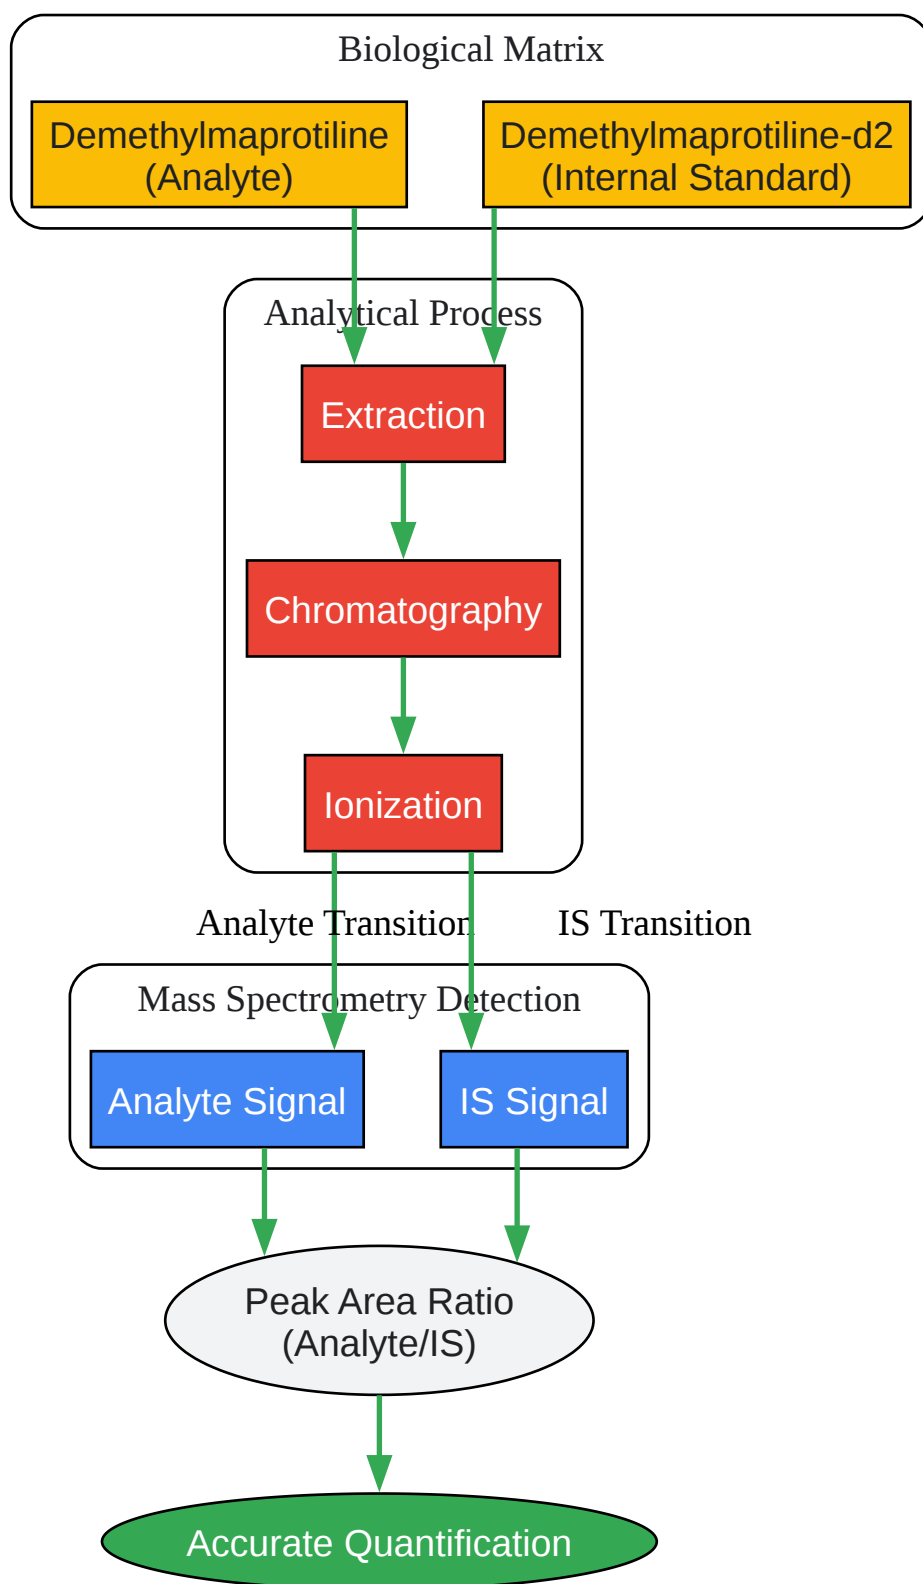 Biological Matrix
Demethylmaprotiline
(Analyte)
Demethylmaprotiline-d2
(Internal Standard)
Analytical Process
Extraction
Chromatography
Ionization
Analyte Transition
IS Transition
Mass Spectrometry Detection
Analyte Signal
IS Signal
Peak Area Ratio
(Analyte/IS)
Accurate Quantification